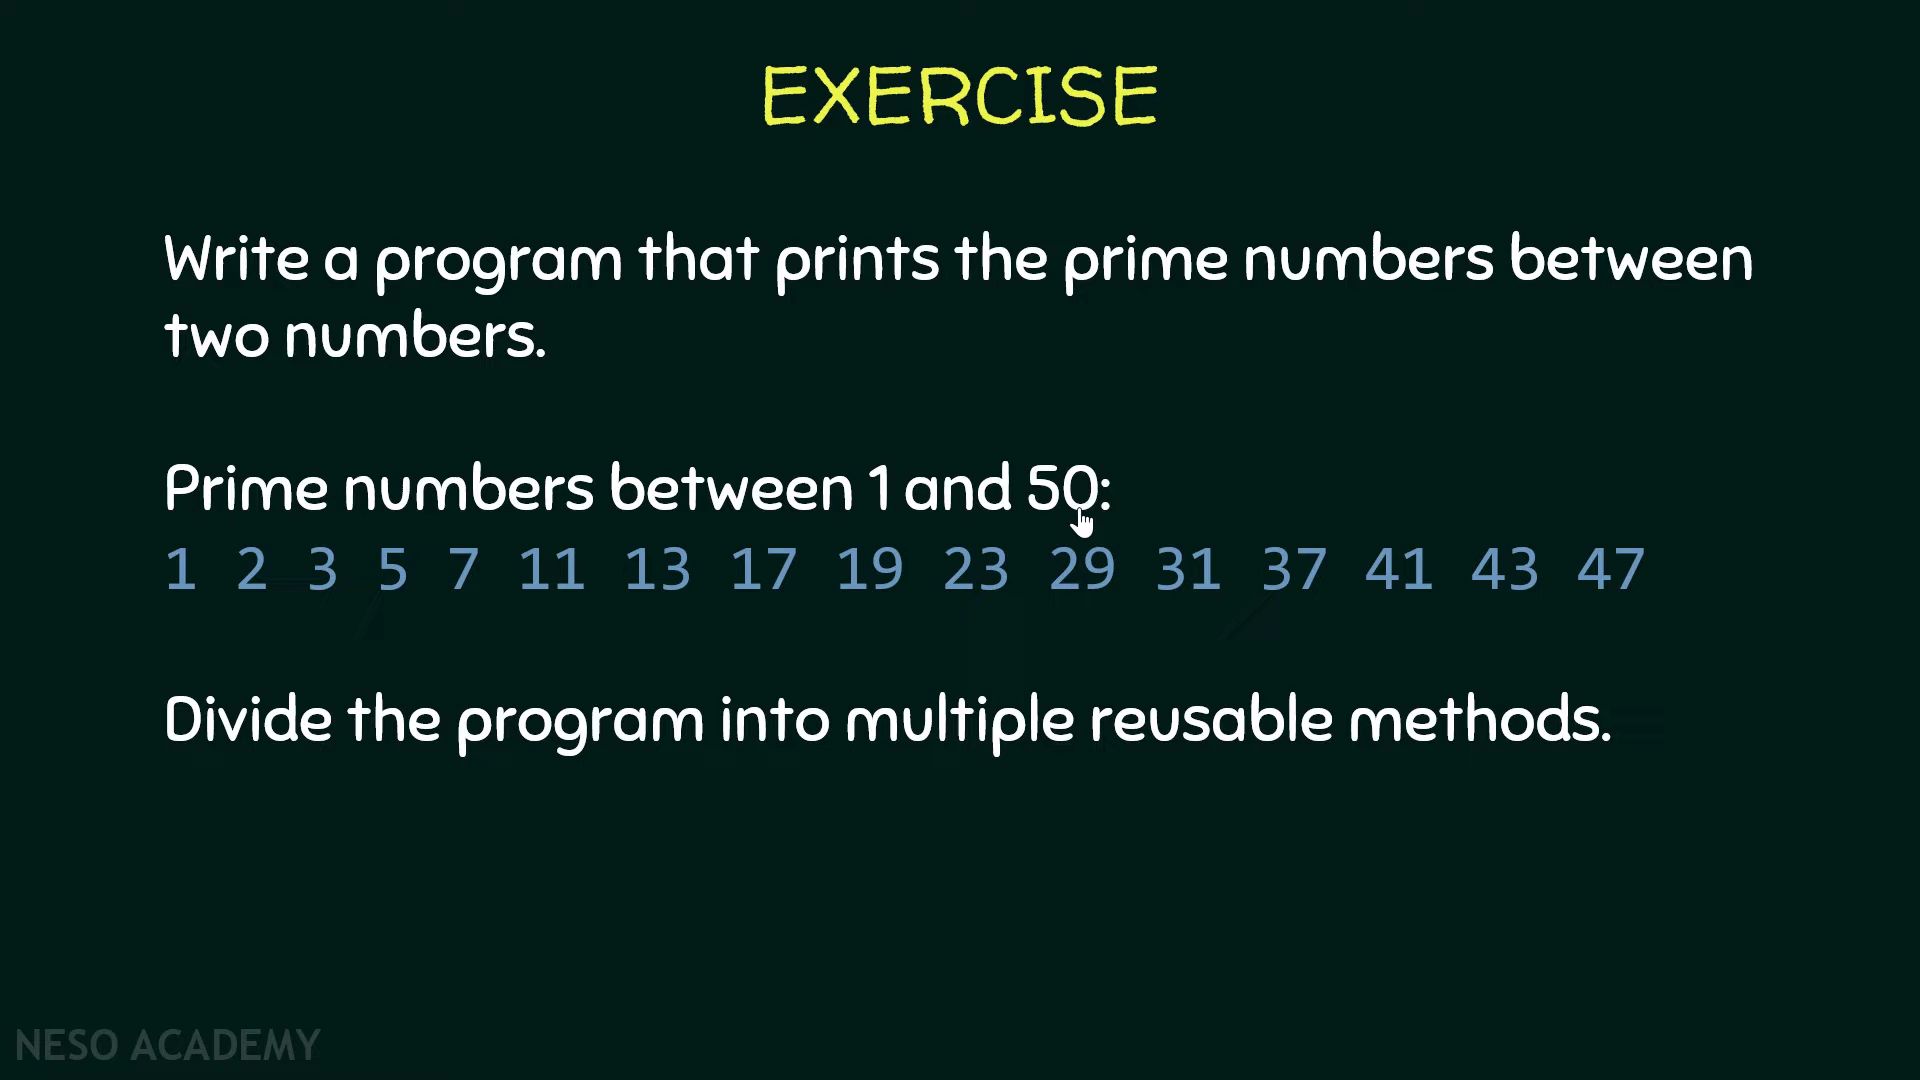 EXERCISE
Write a program that prints the prime numbers between
two numbers.
Prime numbers between 1 and 50:
1 2 3 5 7 11 13 17 19 23 29 31 37 41 43 47
Divide the program into multiple reusable methods.
NESO ACADEMY